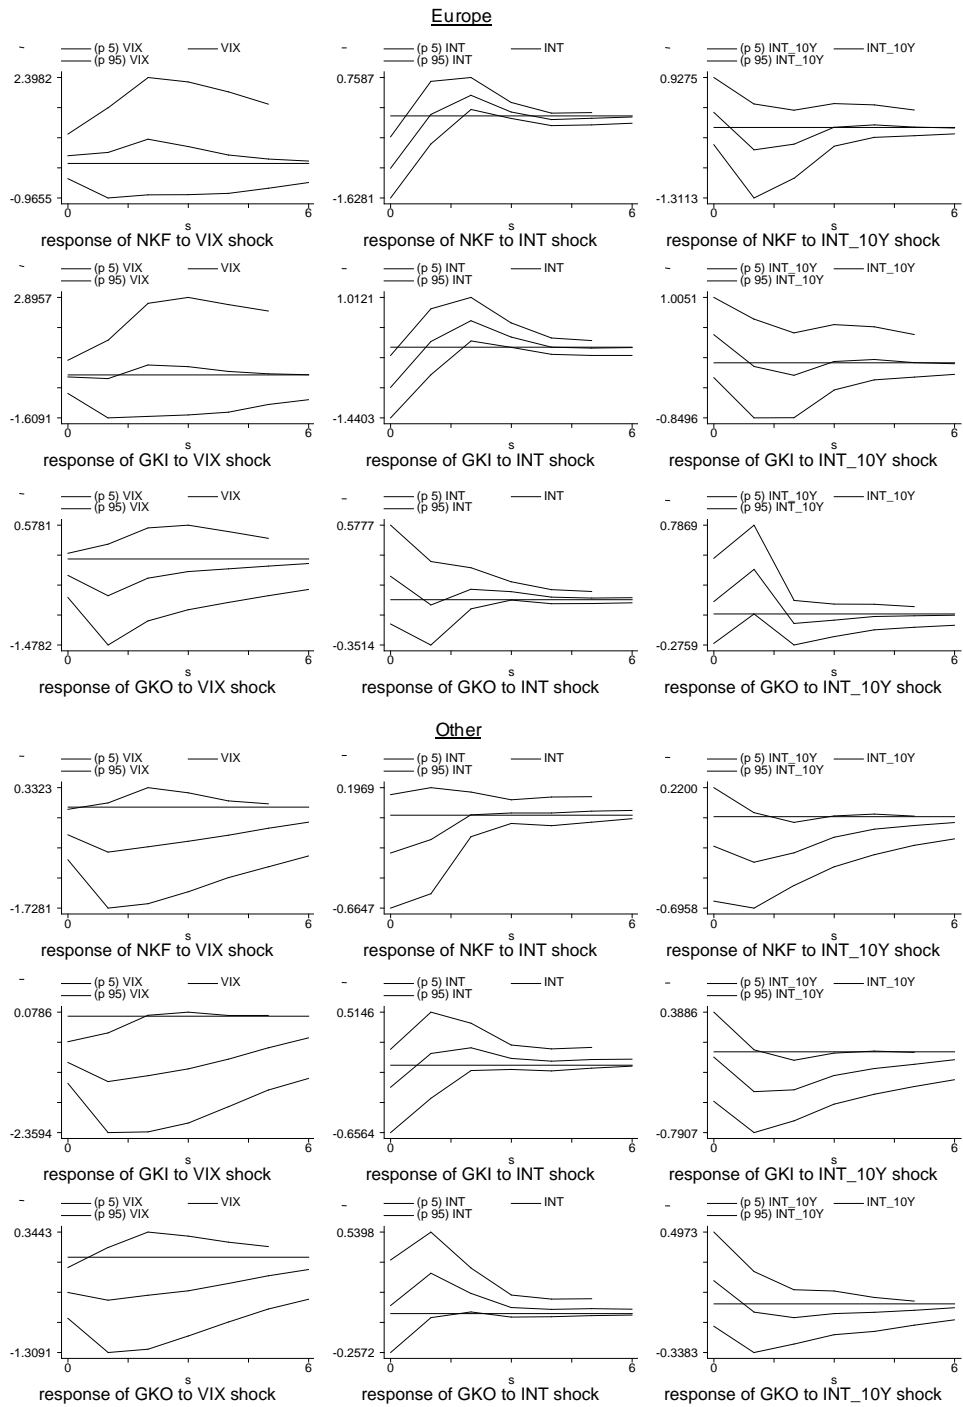 Europe
(p 5) VIX VIX
(p 95) VIX
2.3982
-0.9655
0 6
s
response of NKF to VIX shock
(p 5) INT INT
(p 95) INT
0.7587
-1.6281
0 6
s
response of NKF to INT shock
(p 5) INT_10Y INT_10Y
(p 95) INT_10Y
0.9275
-1.3113
0 6
s
response of NKF to INT_10Y shock
(p 5) VIX VIX
(p 95) VIX
2.8957
-1.6091
0 6
s
response of GKI to VIX shock
(p 5) INT INT
(p 95) INT
1.0121
-1.4403
0 6
s
response of GKI to INT shock
(p 5) INT_10Y INT_10Y
(p 95) INT_10Y
1.0051
-0.8496
0 6
s
response of GKI to INT_10Y shock
(p 5) VIX VIX
(p 95) VIX
0.5781
-1.4782
0 6
s
response of GKO to VIX shock
(p 5) INT INT
(p 95) INT
0.5777
-0.3514
0 6
s
response of GKO to INT shock
(p 5) INT_10Y INT_10Y
(p 95) INT_10Y
0.7869
-0.2759
0 6
s
response of GKO to INT_10Y shock
Other
(p 5) VIX VIX
(p 95) VIX
0.3323
-1.7281
0 6
s
response of NKF to VIX shock
(p 5) INT INT
(p 95) INT
0.1969
-0.6647
0 6
s
response of NKF to INT shock
(p 5) INT_10Y INT_10Y
(p 95) INT_10Y
0.2200
-0.6958
0 6
s
response of NKF to INT_10Y shock
(p 5) VIX VIX
(p 95) VIX
0.0786
-2.3594
0 6
s
response of GKI to VIX shock
(p 5) INT INT
(p 95) INT
0.5146
-0.6564
0 6
s
response of GKI to INT shock
(p 5) INT_10Y INT_10Y
(p 95) INT_10Y
0.3886
-0.7907
0 6
s
response of GKI to INT_10Y shock
(p 5) VIX VIX
(p 95) VIX
0.3443
-1.3091
0 6
s
response of GKO to VIX shock
(p 5) INT INT
(p 95) INT
0.5398
-0.2572
0 6
s
response of GKO to INT shock
(p 5) INT_10Y INT_10Y
(p 95) INT_10Y
0.4973
-0.3383
0 6
s
response of GKO to INT_10Y shock